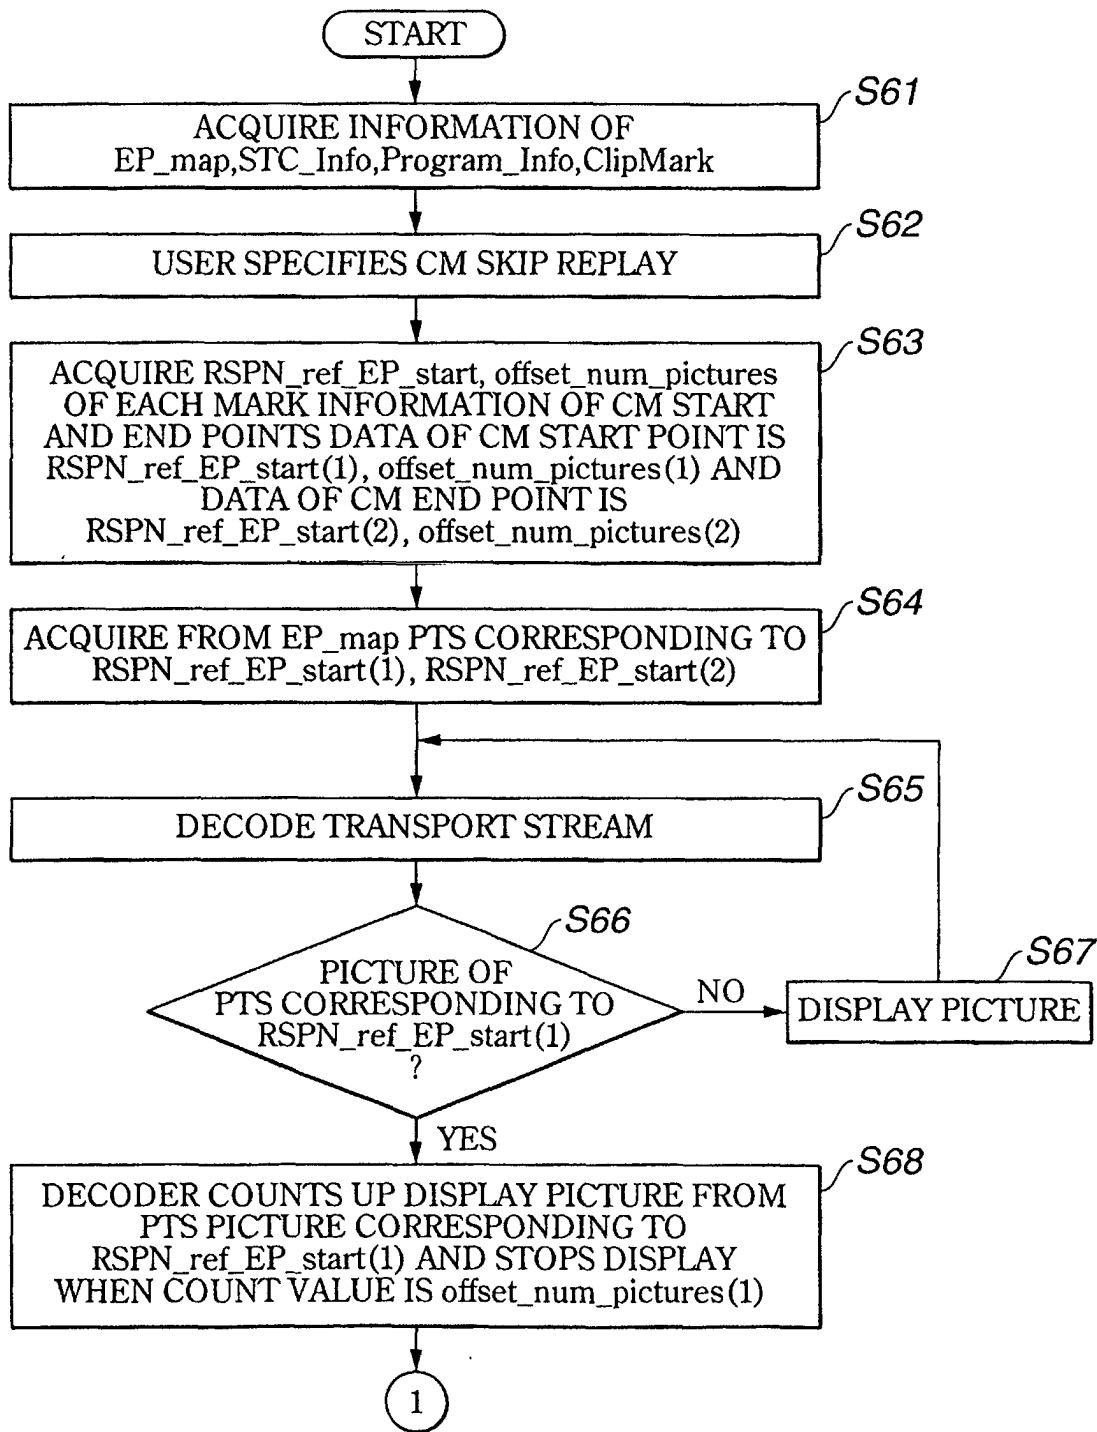 START
S61
ACQUIRE INFORMATION OF
EP_map,STC_Info,Program_Info,ClipMark
S62
USER SPECIFIES CM SKIP REPLAY
S63
ACQUIRE RSPN_ref_EP_start, offset_num_pictures
OF EACH MARK INFORMATION OF CM START
AND END POINTS DATA OF CM START POINT IS
RSPN_ref_EP_start(1), offset_num_pictures(1) AND
DATA OF CM END POINT IS
RSPN_ref_EP_start(2), offset_num_pictures(2)
S64
ACQUIRE FROM EP_map PTS CORRESPONDING TO
RSPN_ref_EP_start(1), RSPN_ref_EP_start(2)
S65
DECODE TRANSPORT STREAM
S66
PICTURE OF
PTS CORRESPONDING TO
RSPN_ref_EP_start(1)
?
NO
S67
DISPLAY PICTURE
YES
S68
DECODER COUNTS UP DISPLAY PICTURE FROM
PTS PICTURE CORRESPONDING TO
RSPN_ref_EP_start(1) AND STOPS DISPLAY
WHEN COUNT VALUE IS offset_num_pictures(1)
1